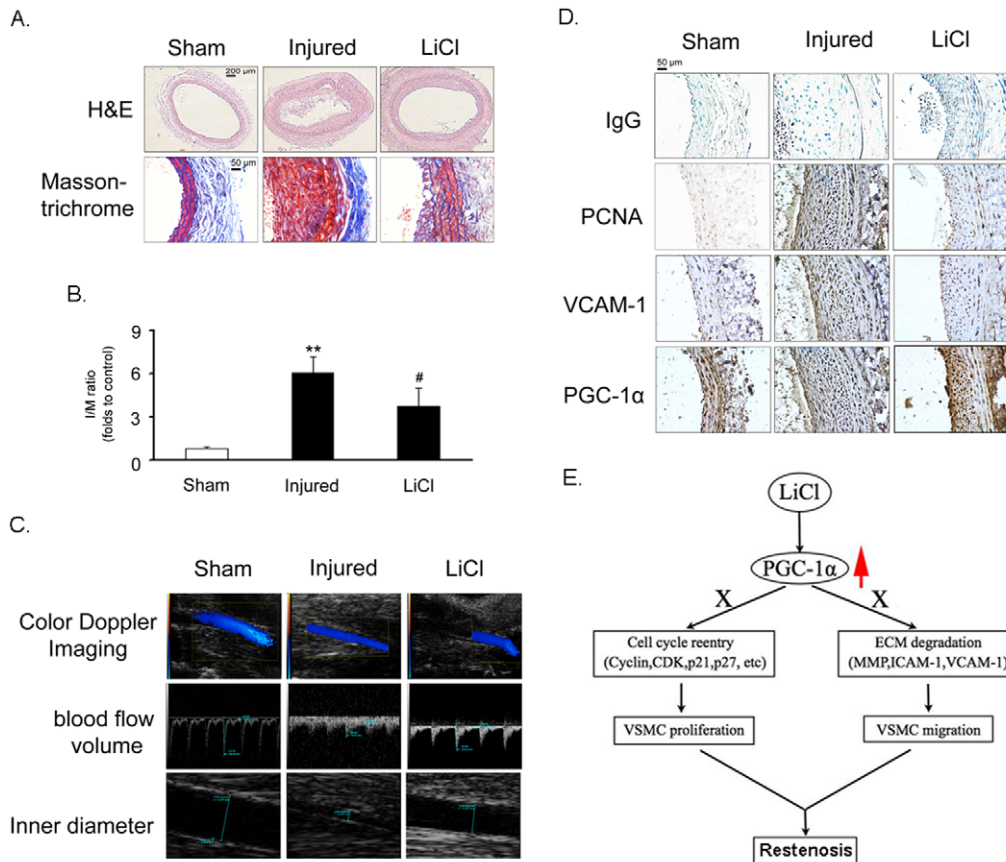 A.
Sham Injured LiCl
H&E
200 μm
Masson-
trichrome
50 μm
B.
I/M ratio
(folds to control)
9
6
3
0
**
#
Sham Injured LiCl
C.
Sham Injured LiCl
Color Doppler
Imaging
blood flow
volume
Inner diameter
D.
Sham Injured LiCl
50 μm
IgG
PCNA
VCAM-1
PGC-1α
E.
LiCl
PGC-1α
X X
Cell cycle reentry
(Cyclin,CDK,p21,p27, etc)
ECM degradation
(MMP,ICAM-1,VCAM-1)
VSMC proliferation
VSMC migration
Restenosis